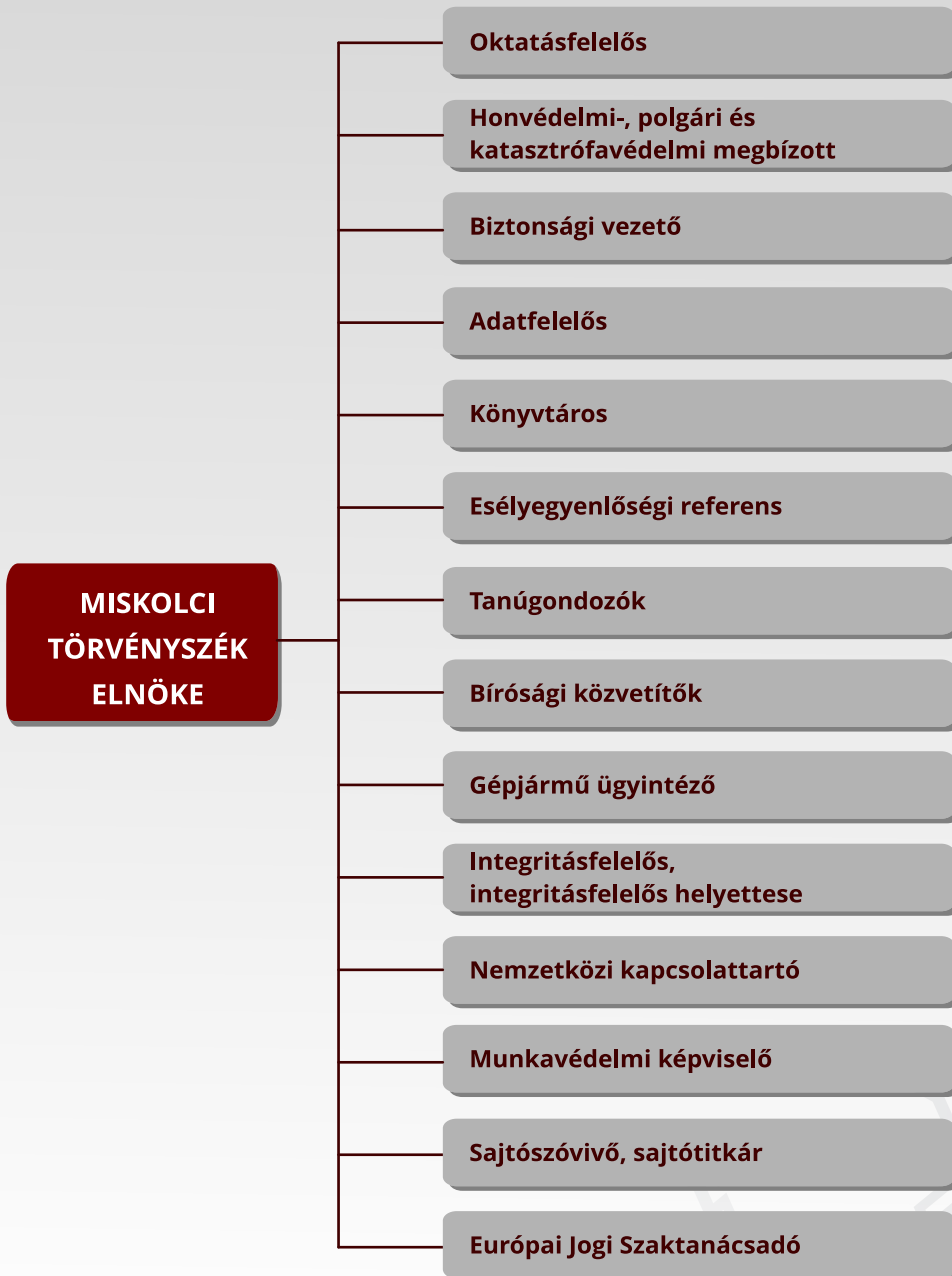 Oktatásfelelős
Honvédelmi-, polgári és
katasztrófavédelmi megbízott
Biztonsági vezető
Adatfelelős
Könyvtáros
Esélyegyenlőségi referens
MISKOLCI
TÖRVÉNYSZÉK
ELNÖKE
Tanúgondozók
Bírósági közvetítők
Gépjármű ügyintéző
Integritásfelelős,
integritásfelelős helyettese
Nemzetközi kapcsolattartó
Munkavédelmi képviselő
Sajtószóvivő, sajtótitkár
Európai Jogi Szaktanácsadó